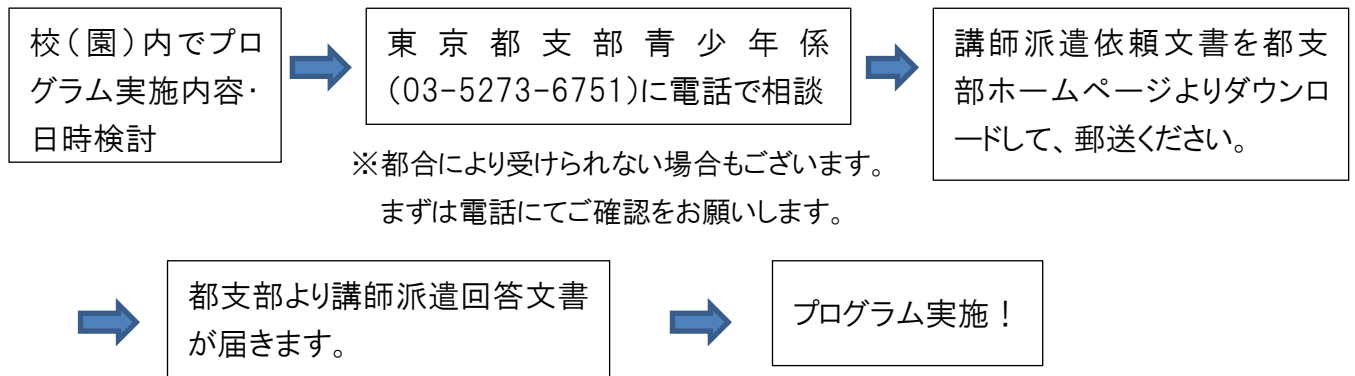 校(園)内でプロ
グラム実施内容・
日時検討
東京都支部青少年係
(03-5273-6751)に電話で相談
講師派遣依頼文書を都支
部ホームページよりダウンロ
ードして、郵送ください。
※都合により受けられない場合もございます。
まずは電話にてご確認をお願いします。
都支部より講師派遣回答文書
が届きます。
プログラム実施！